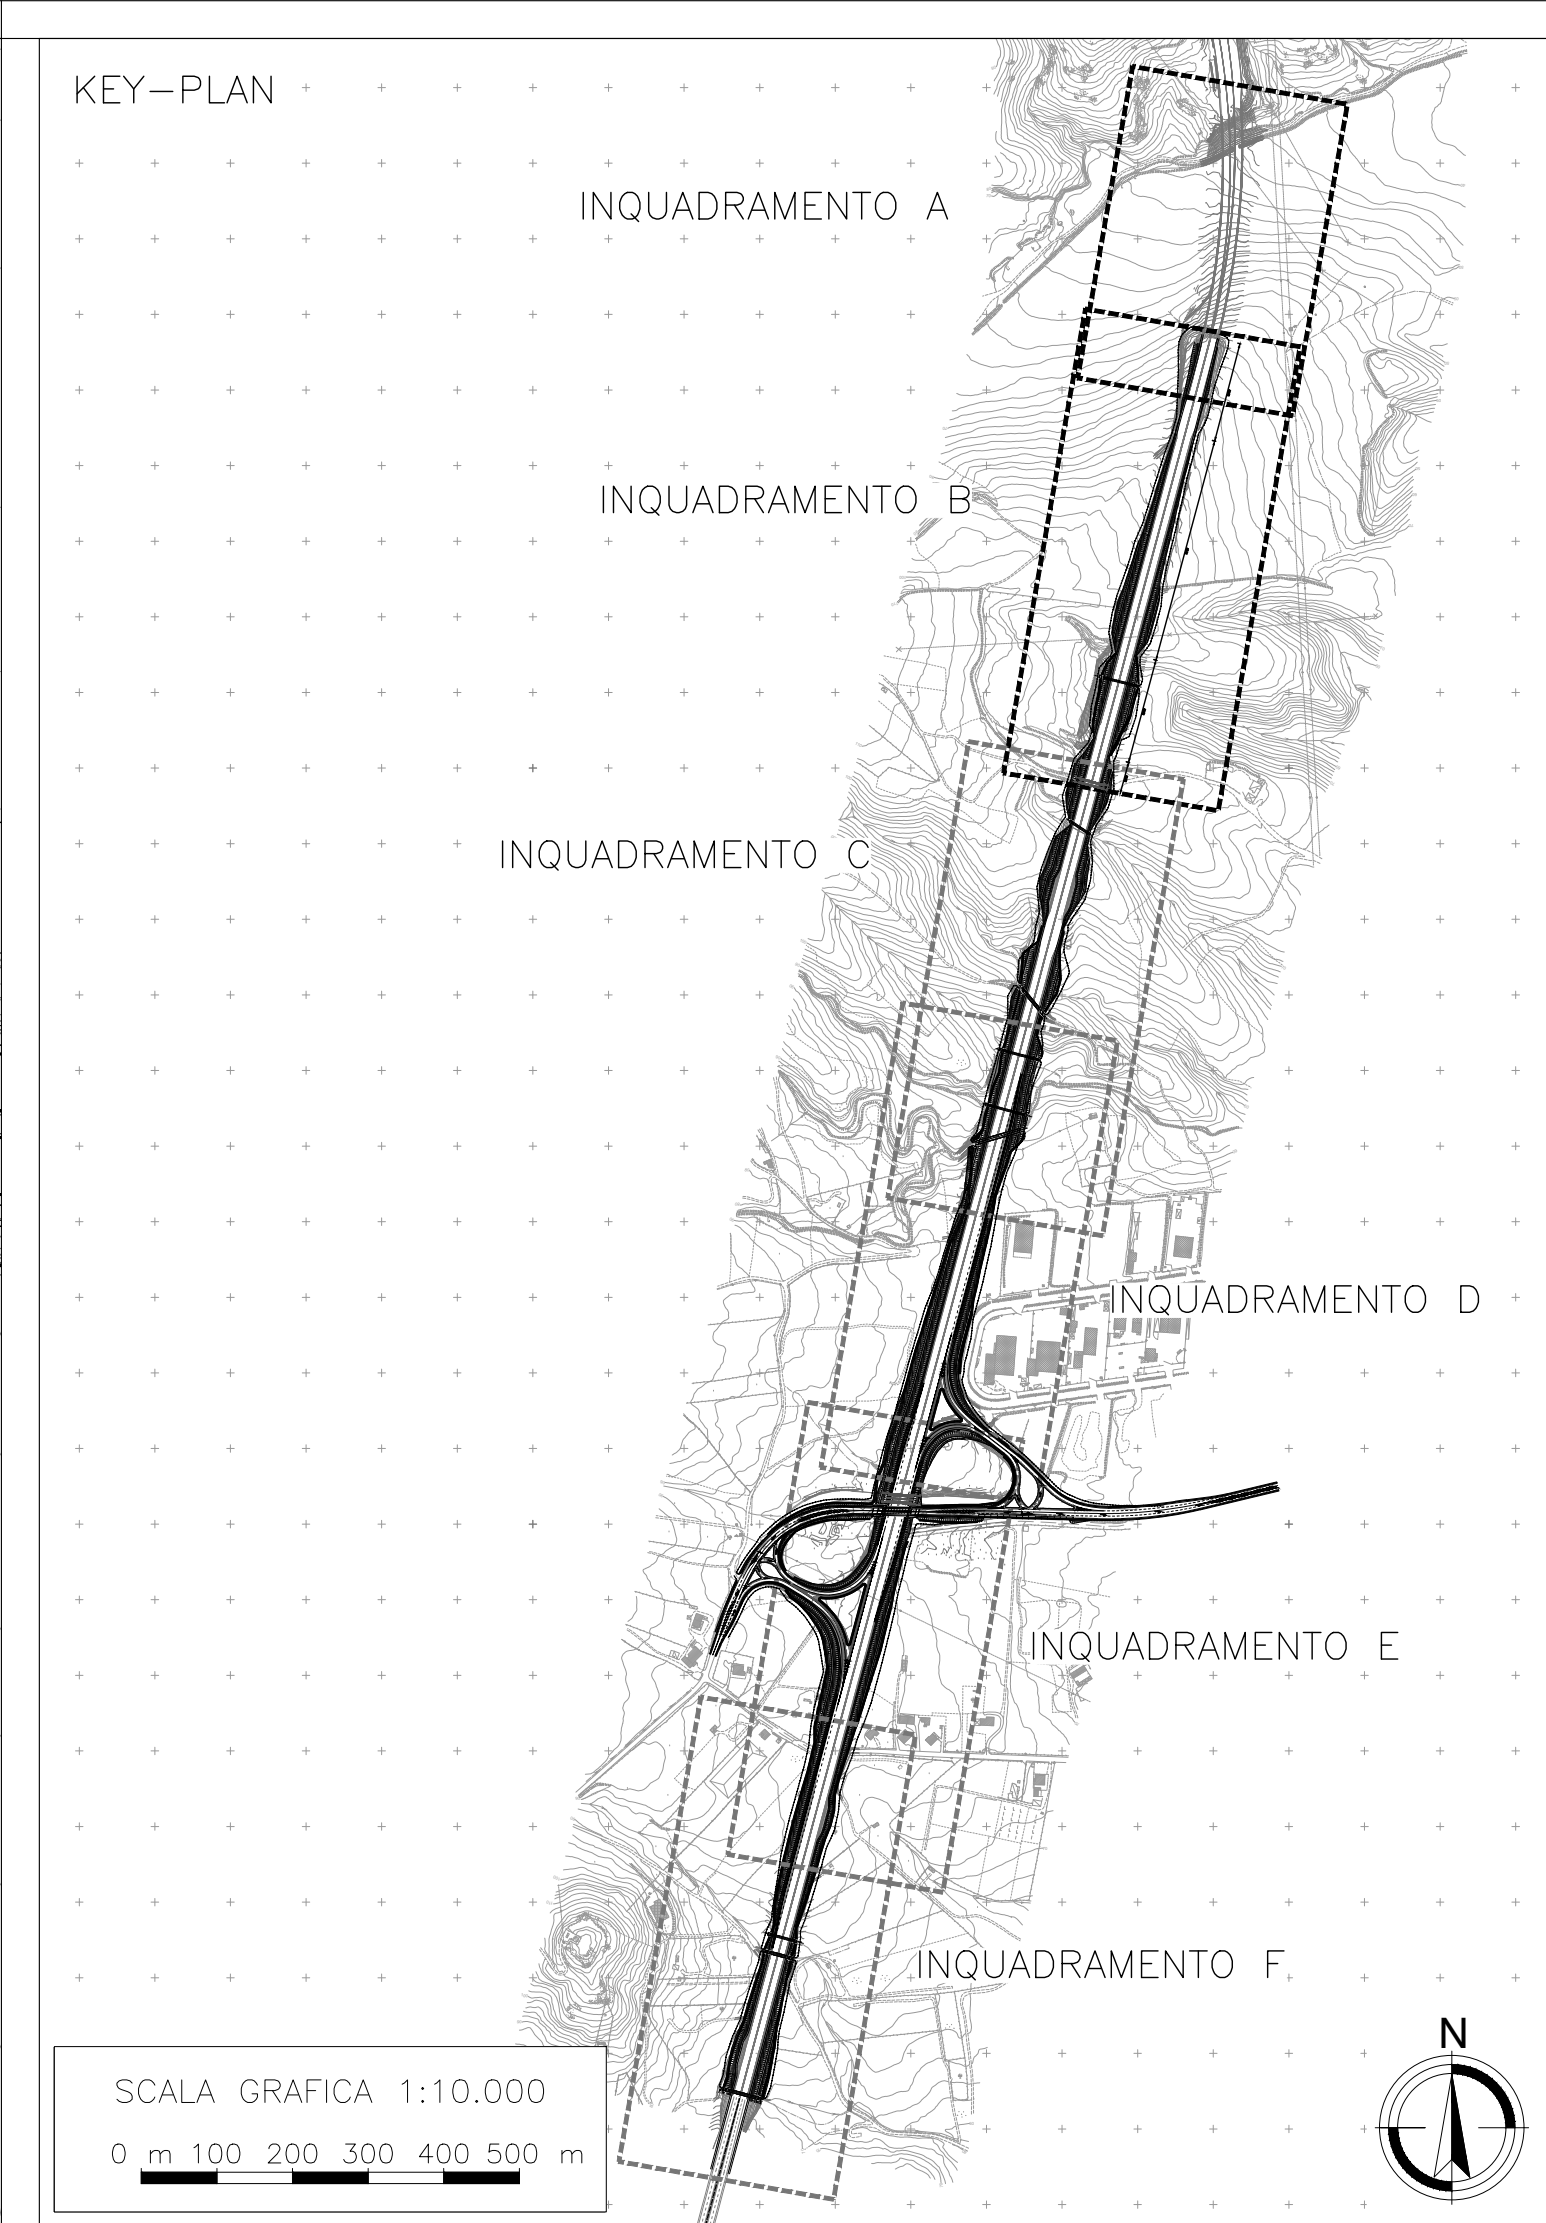 KEY-PLAN
INQUADRAMENTO A
INQUADRAMENTO B
INQUADRAMENTO C
INQUADRAMENTO D
INQUADRAMENTO E
INQUADRAMENTO F
N
SCALA GRAFICA 1:10.000
0 m 100 200 300 400 500 m